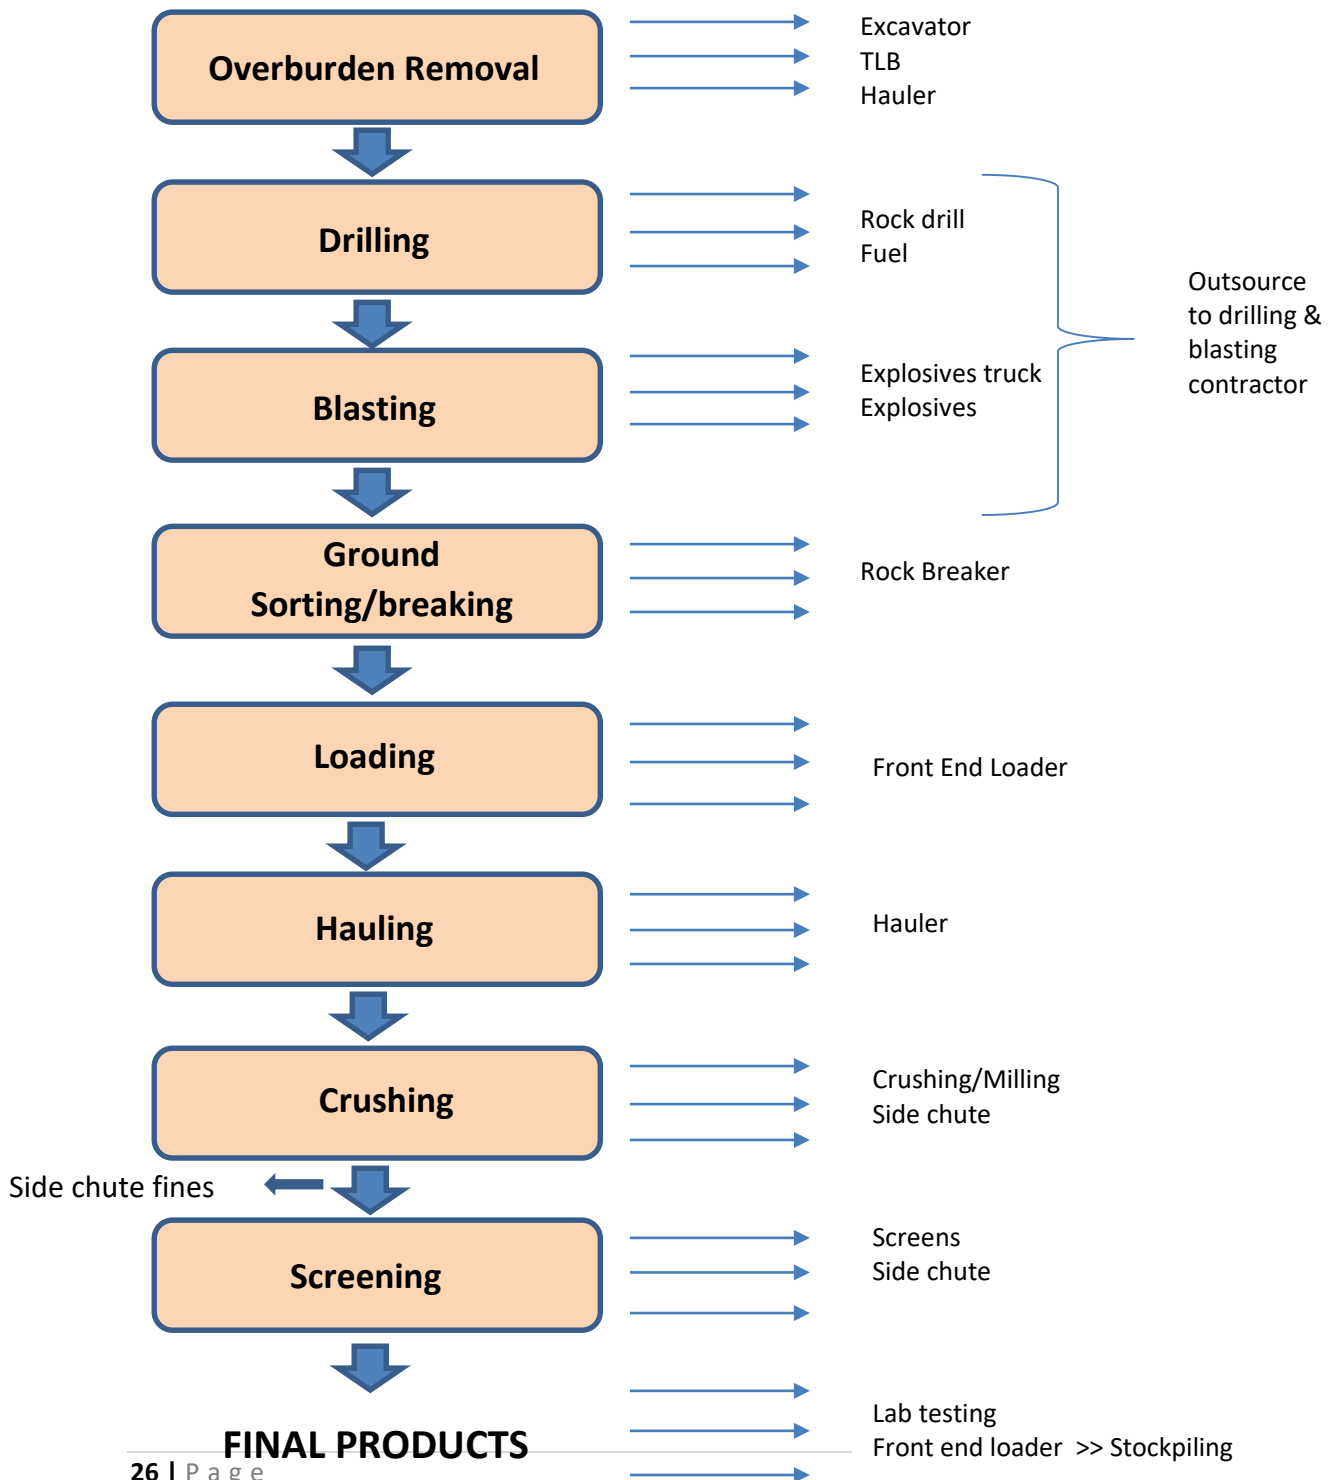 Overburden Removal
Excavator
TLB
Hauler
Drilling
Rock drill
Fuel
Outsource
to drilling &
blasting
contractor
Blasting
Explosives truck
Explosives
Ground
Sorting/breaking
Rock Breaker
Loading
Front End Loader
Hauling
Hauler
Crushing
Crushing/Milling
Side chute
Side chute fines
Screening
Screens
Side chute
FINAL PRODUCTS
Lab testing
Front end loader >> Stockpiling
26 | Page